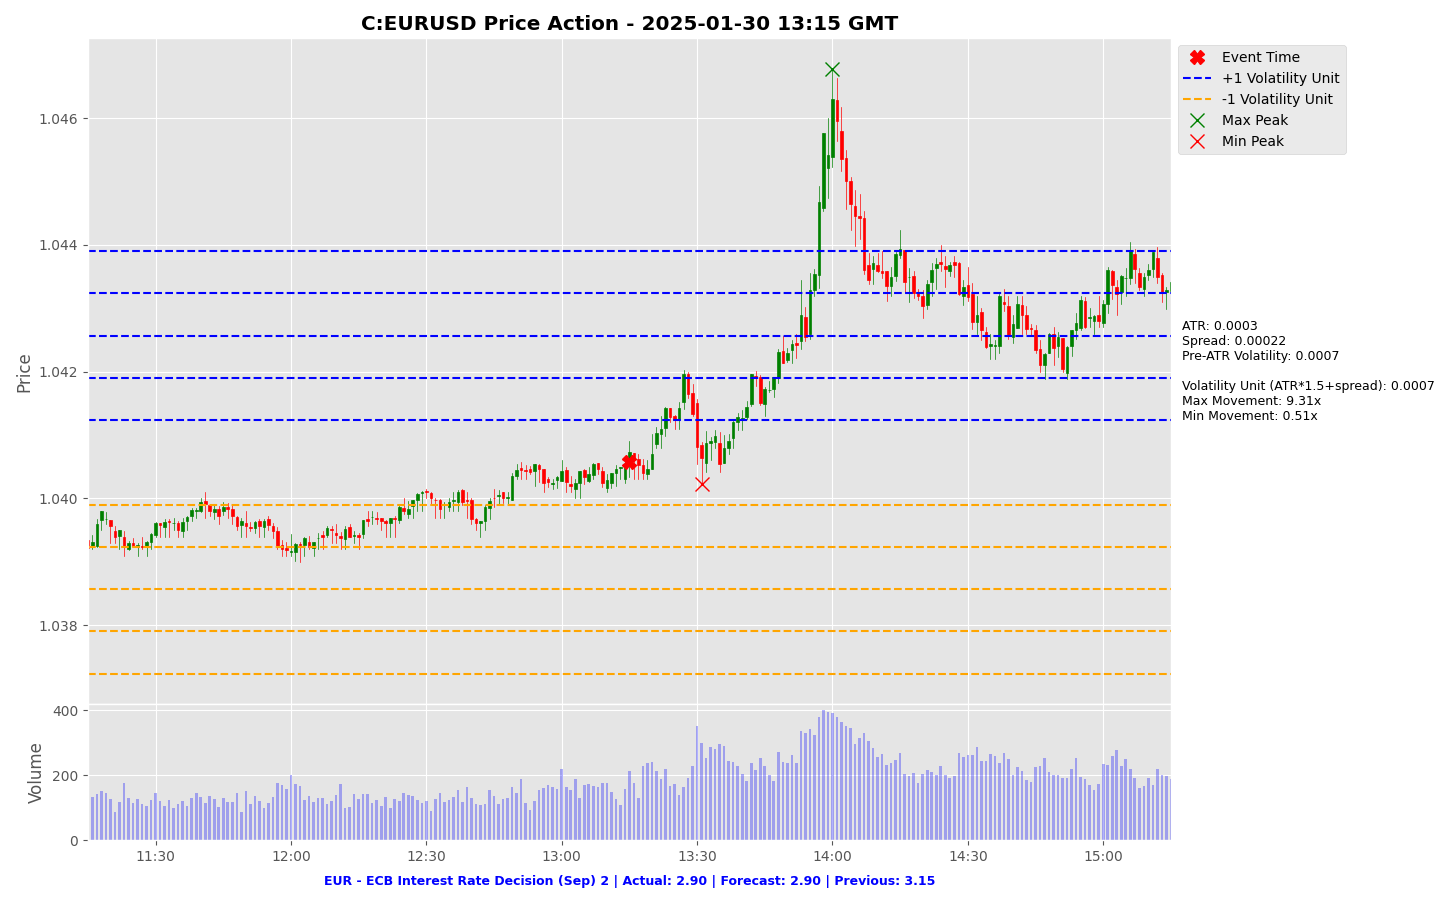 C:EURUSD Price Action - 2025-01-30 13:15 GMT
Event Time
+1 Volatility Unit
-1 Volatility Unit
Max Peak
Min Peak
Price
1.046
1.044
1.042
1.040
1.038
ATR: 0.0003
Spread: 0.00022
Pre-ATR Volatility: 0.0007
Volatility Unit (ATR*1.5+spread): 0.0007
Max Movement: 9.31x
Min Movement: 0.51x
Volume
400
200
0
11:30 12:00 12:30 13:00 13:30 14:00 14:30 15:00
EUR - ECB Interest Rate Decision (Sep) 2 | Actual: 2.90 | Forecast: 2.90 | Previous: 3.15